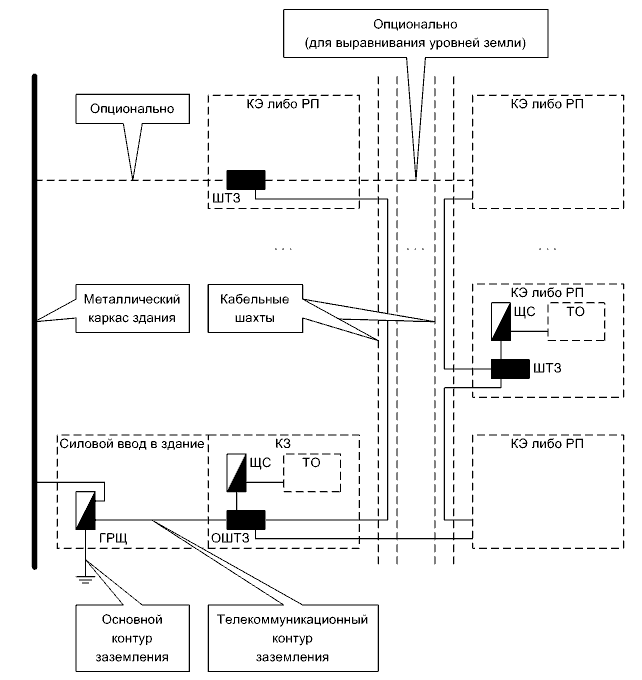 Опционально
(для выравнивания уровней земли)
Опционально
КЭ либо РП
КЭ либо РП
ШТЗ
. . .
. . .
. . .
Металлический
каркас здания
Кабельные
шахты
КЭ либо РП
ЩС
ТО
ШТЗ
Силовой ввод в здание
КЗ
КЭ либо РП
ЩС
ТО
ГРЩ
ОШТЗ
Основной
контур
заземления
Телекоммуникационный
контур
заземления